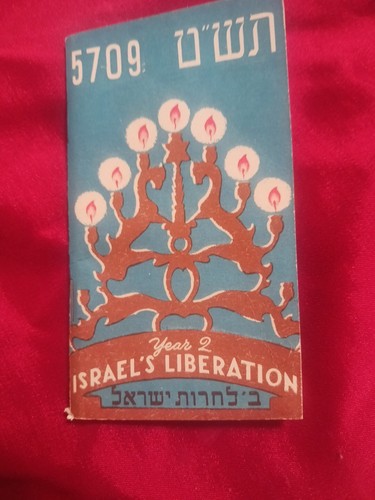 5709. תש"ט
Year 2
ISRAEL'S LIBERATION
ב' לחרות ישראל